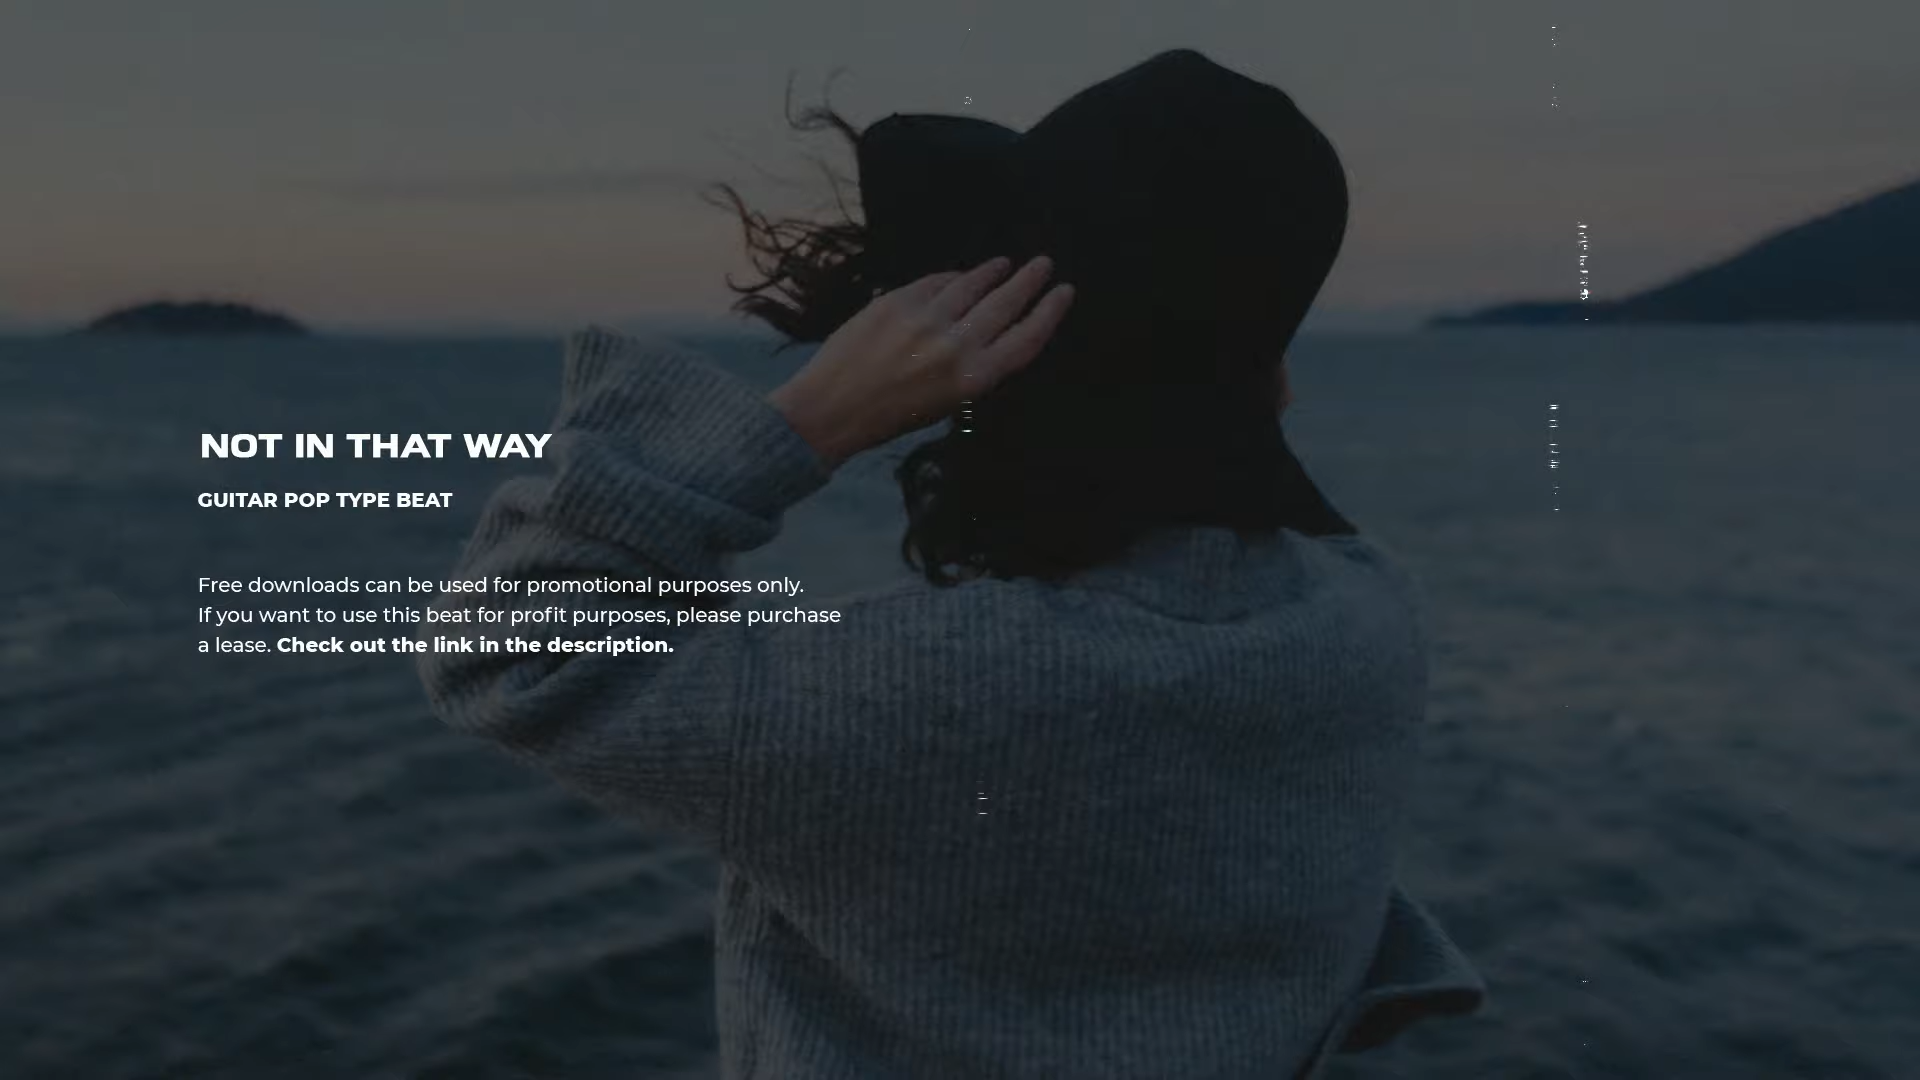 NOT IN THAT WAY
GUITAR POP TYPE BEAT
Free downloads can be used for promotional purposes only.
If you want to use this beat for profit purposes, please purchase
a lease. Check out the link in the description.